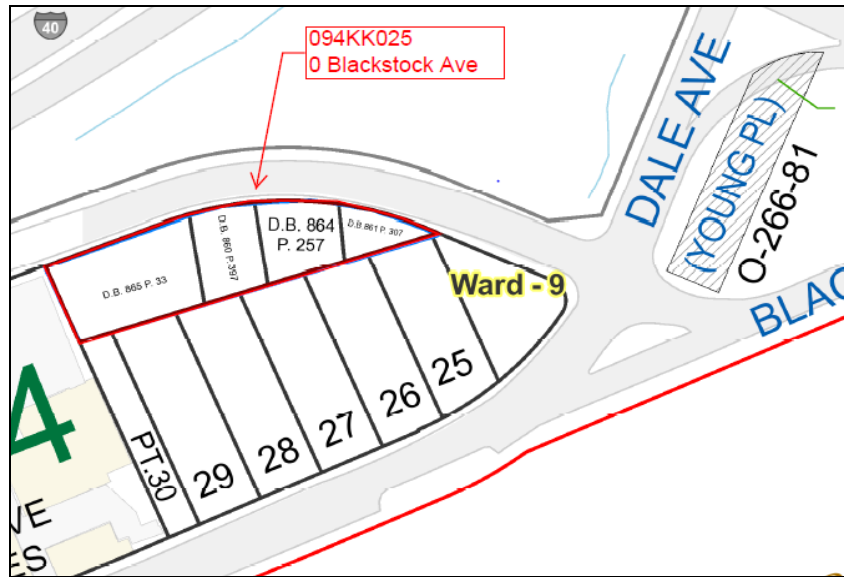 40
094KK025
0 Blackstock Ave
DALE AVE
(YOUNG PL)
O-266-81
D.B. 865 P. 33
D.B. 860 P.397
D.B. 864
P. 257
D.B.861 P. 307
Ward - 9
BLAC
4
PT.30
29
28
27
26
25
VE
ES